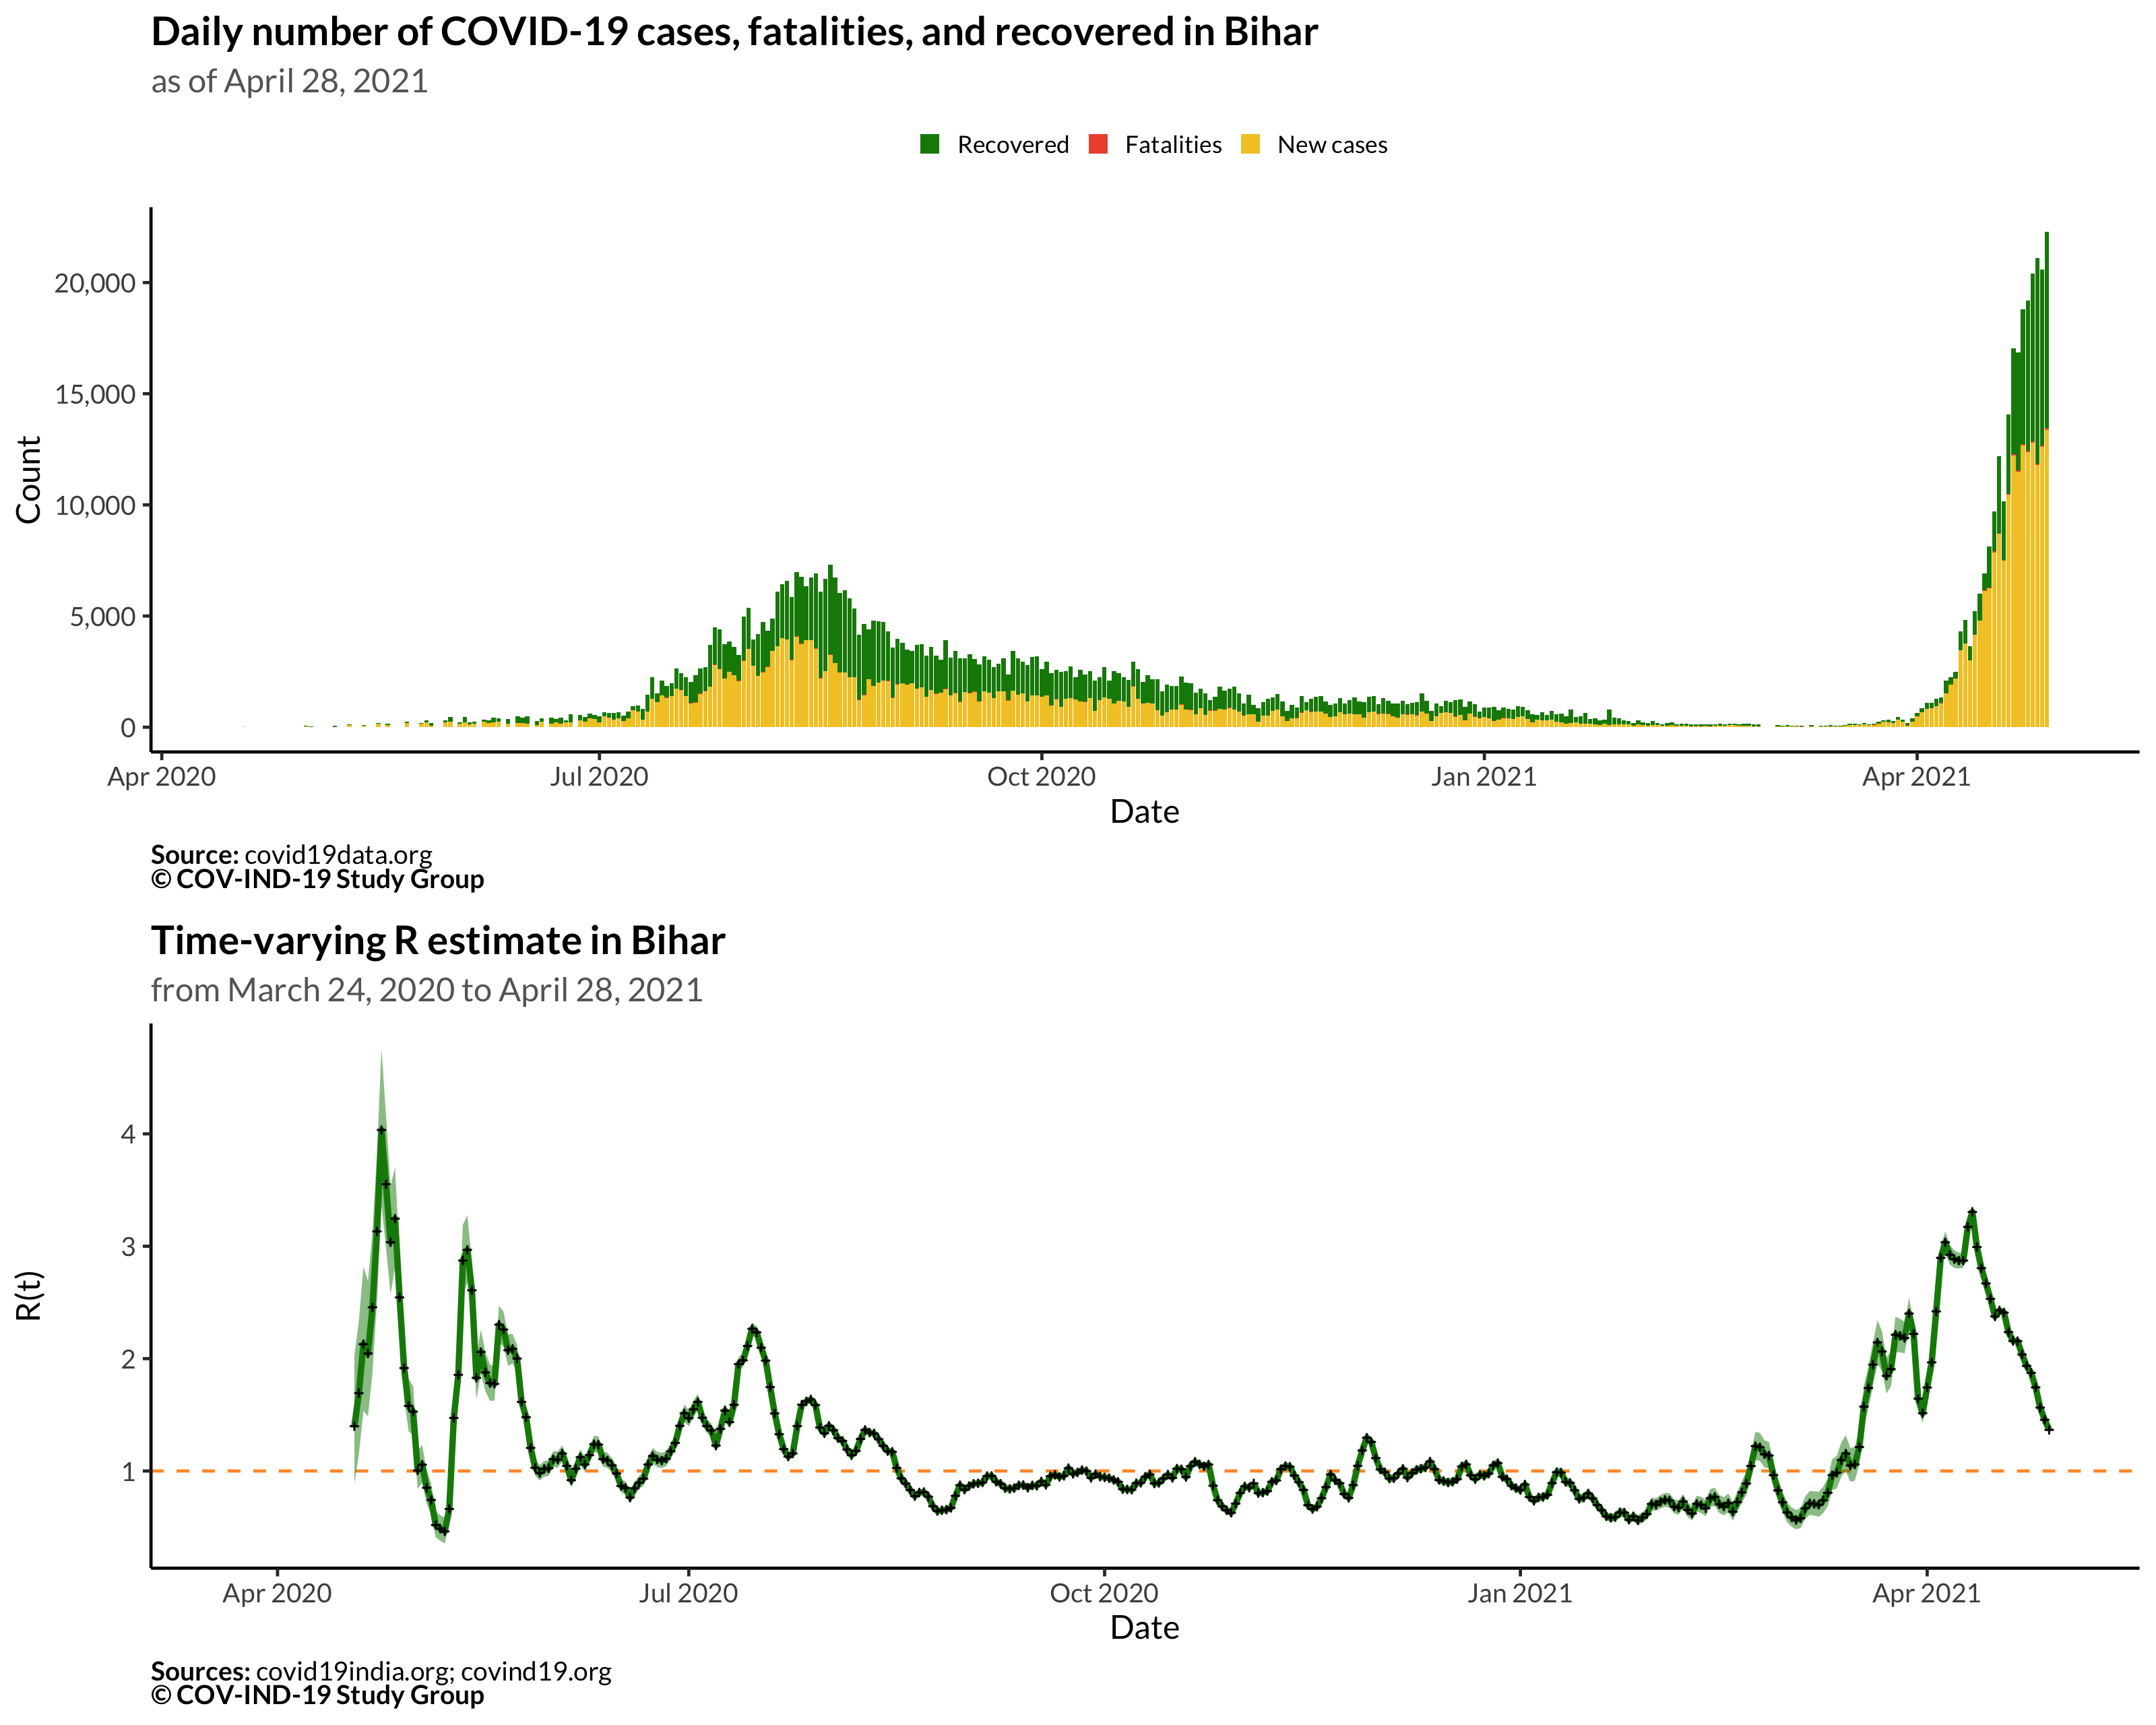 Daily number of COVID-19 cases, fatalities, and recovered in Bihar
as of April 28, 2021
Recovered Fatalities New cases
Count
20,000
15,000
10,000
5,000
0
Apr 2020 Jul 2020 Oct 2020 Jan 2021 Apr 2021
Date
Source: covid19data.org
© COV-IND-19 Study Group
Time-varying R estimate in Bihar
from March 24, 2020 to April 28, 2021
R(t)
4
3
2
1
Apr 2020 Jul 2020 Oct 2020 Jan 2021 Apr 2021
Date
Sources: covid19india.org; covind19.org
© COV-IND-19 Study Group